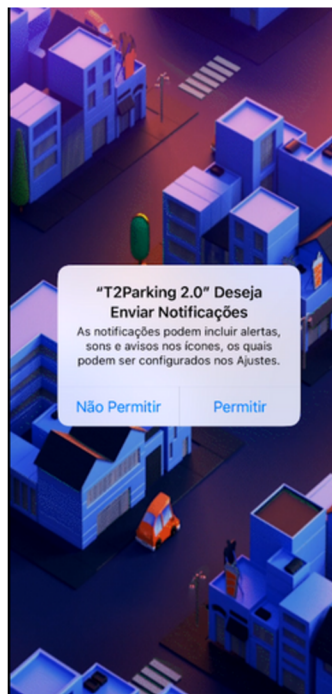 “T2Parking 2.0” Deseja
Enviar Notificações
As notificações podem incluir alertas,
sons e avisos nos ícones, os quais
podem ser configurados nos Ajustes.
Não Permitir
Permitir